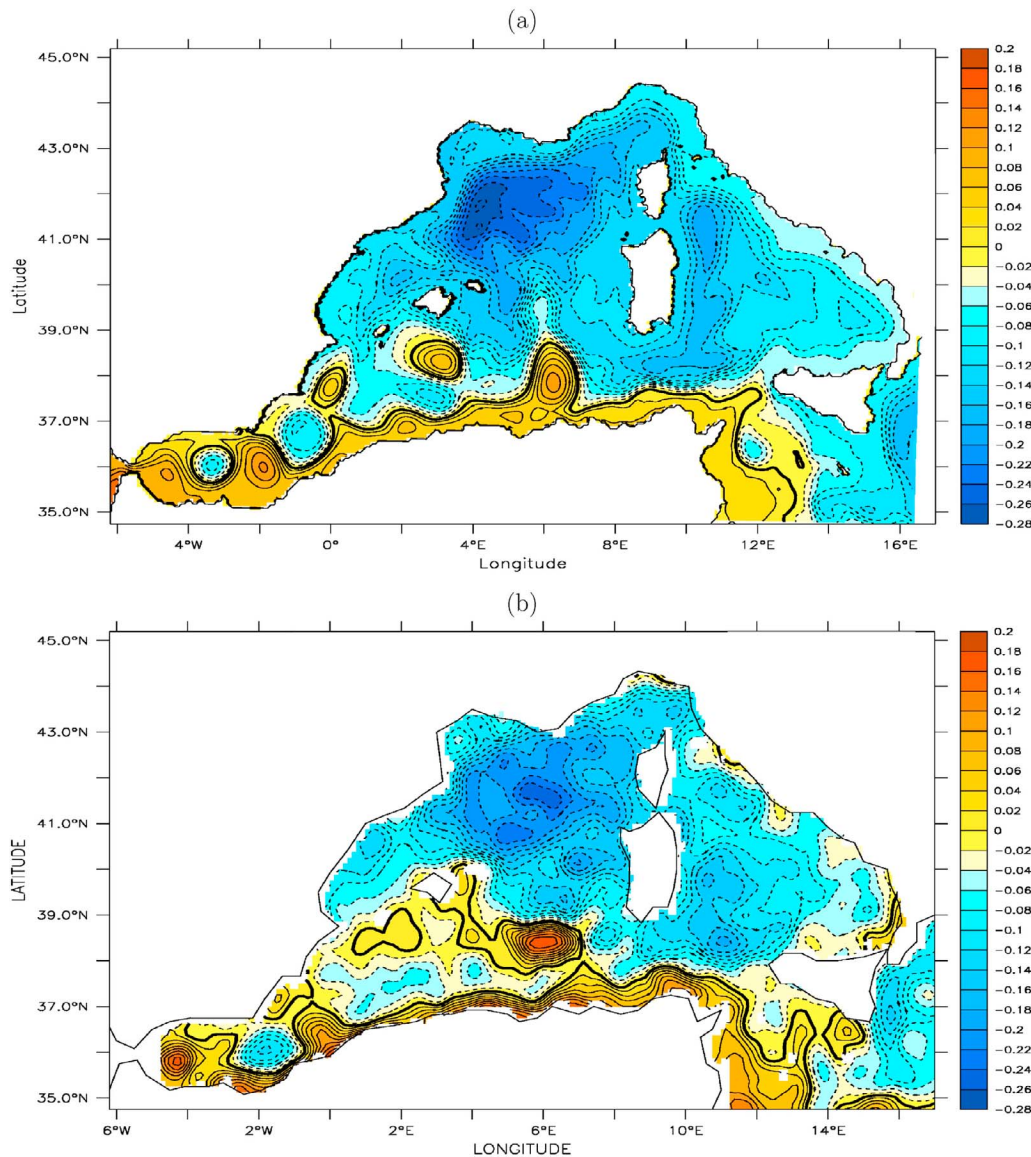 (a)
45.0°N
43.0
41.0
39.0
37.0
35.0°N
Latitude
4°W
0°
4°E
8°E
12°E
16°E
Longitude
0.2
0.18
0.16
0.14
0.12
0.1
0.08
0.06
0.04
0.02
0
−0.02
−0.04
−0.06
−0.08
−0.1
−0.12
−0.14
−0.16
−0.18
−0.2
−0.22
−0.24
−0.26
−0.28
(b)
45.0°N
43.0
41.0
39.0
37.0
35.0°N
LATITUDE
6°W
2°W
2°E
6°E
10°E
14°E
LONGITUDE
0.2
0.18
0.16
0.14
0.12
0.1
0.08
0.06
0.04
0.02
0
−0.02
−0.04
−0.06
−0.08
−0.1
−0.12
−0.14
−0.16
−0.18
−0.2
−0.22
−0.24
−0.26
−0.28